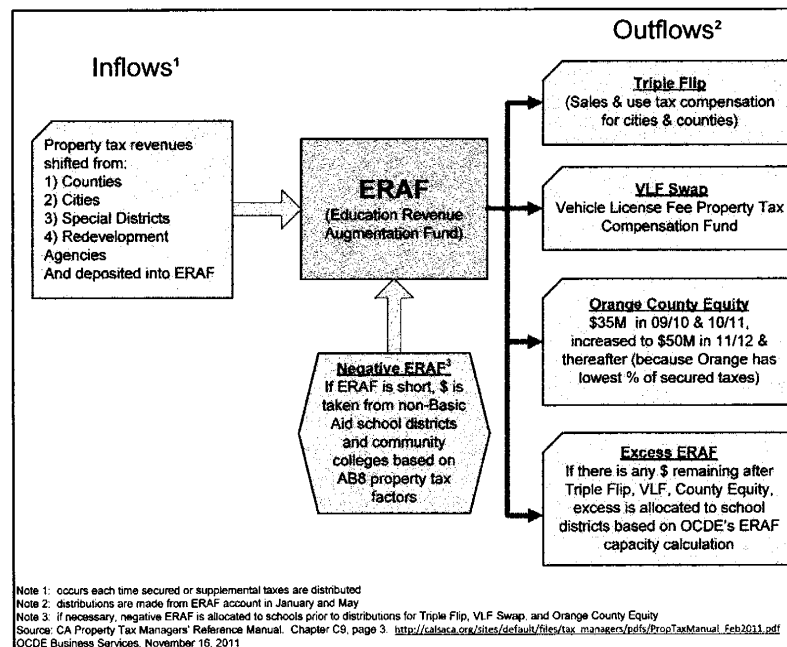 Outflows²
Inflows¹
Property tax revenues
shifted from:
1) Counties
2) Cities
3) Special Districts
4) Redevelopment
Agencies
And deposited into ERAF
ERAF
(Education Revenue
Augmentation Fund)
Negative ERAF³
If ERAF is short, $ is
taken from non-Basic
Aid school districts
and community
colleges based on
AB8 property tax
factors
Triple Flip
(Sales & use tax compensation
for cities & counties)
VLF Swap
Vehicle License Fee Property Tax
Compensation Fund
Orange County Equity
$35M in 09/10 & 10/11,
increased to $50M in 11/12 &
thereafter (because Orange has
lowest % of secured taxes)
Excess ERAF
If there is any $ remaining after
Triple Flip, VLF, County Equity,
excess is allocated to school
districts based on OCDE's ERAF
capacity calculation
Note 1: occurs each time secured or supplemental taxes are distributed
Note 2: distributions are made from ERAF account in January and May
Note 3: if necessary, negative ERAF is allocated to schools prior to distributions for Triple Flip, VLF Swap, and Orange County Equity
Source: CA Property Tax Managers' Reference Manual. Chapter C9, page 3. http://calsaca.org/sites/default/files/tax_managers/pdfs/PropTaxManual_Feb2011.pdf
OCDE Business Services, November 16, 2011